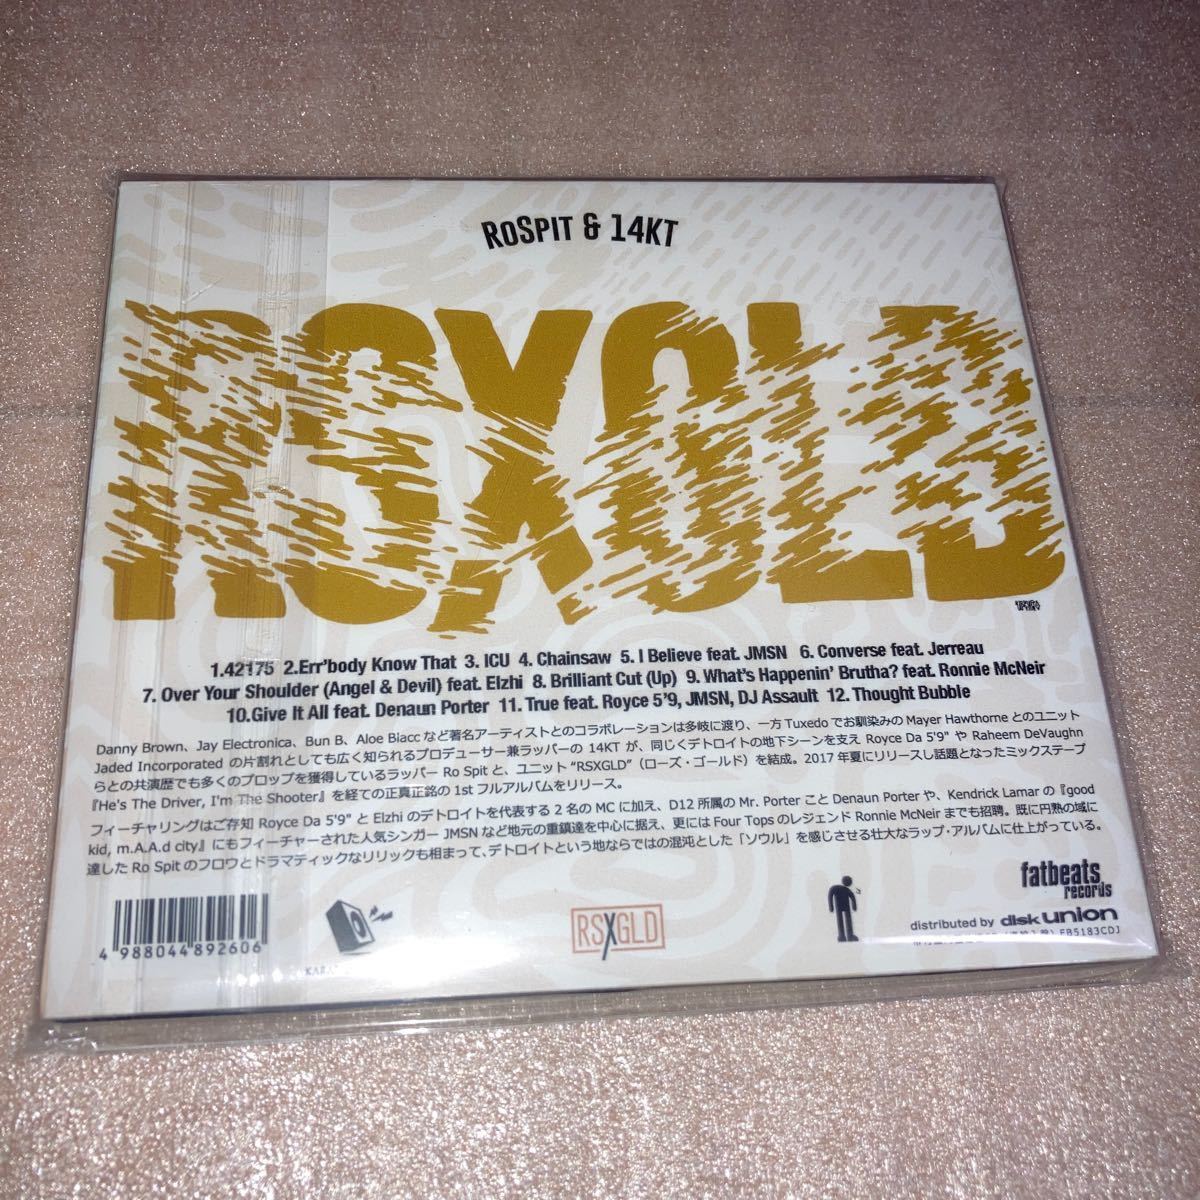 RoSpit & 14KT
RSXGLD
1.42175 2.Err'body Know That 3. ICU 4. Chainsaw 5. I Believe feat. JMSN 6. Converse feat. Jerreau
7. Over Your Shoulder (Angel & Devil) feat. Elzhi 8. Brilliant Cut (Up) 9. What's Happenin' Brutha? feat. Ronnie McNeir
10.Give It All feat. Denaun Porter 11. True feat. Royce 5'9, JMSN, DJ Assault 12. Thought Bubble
Danny Brown、Jay Electronica、Bun B、Aloe Blacc など著名アーティストとのコラボレーションは多岐に渡り、一方 Tuxedo でお馴染みの Mayer Hawthorne とのユニット
Jaded Incorporated の片割れとしても広く知られるプロデューサー兼ラッパーの 14KT が、同じくデトロイトの地下シーンを支え Royce Da 5'9" や Raheem DeVaughn
らとの共演歴でも多くのプロップを獲得しているラッパー Ro Spit と、ユニット "RSXGLD"（ローズ・ゴールド）を結成。2017 年夏にリリースし話題となったミックステープ
『He's The Driver, I'm The Shooter』を経ての正真正銘の 1st フルアルバムをリリース。
フィーチャリングはご存知 Royce Da 5'9" と Elzhi のデトロイトを代表する 2 名の MC に加え、D12 所属の Mr. Porter こと Denaun Porter や、Kendrick Lamar の『good
kid, m.A.A.d city』にもフィーチャーされた人気シンガー JMSN など地元の重鎮達を中心に据え、更には Four Tops のレジェンド Ronnie McNeir までも招聘。既に円熟の域に
達した Ro Spit のフロウとドラマティックなリリックも相まって、デトロイトという地ならではの混沌とした「ソウル」を感じさせる壮大なラップ・アルバムに仕上がっている。
4 988044 892606
RSXGLD
fatbeats
records
distributed by disk union
FB5183CDJ